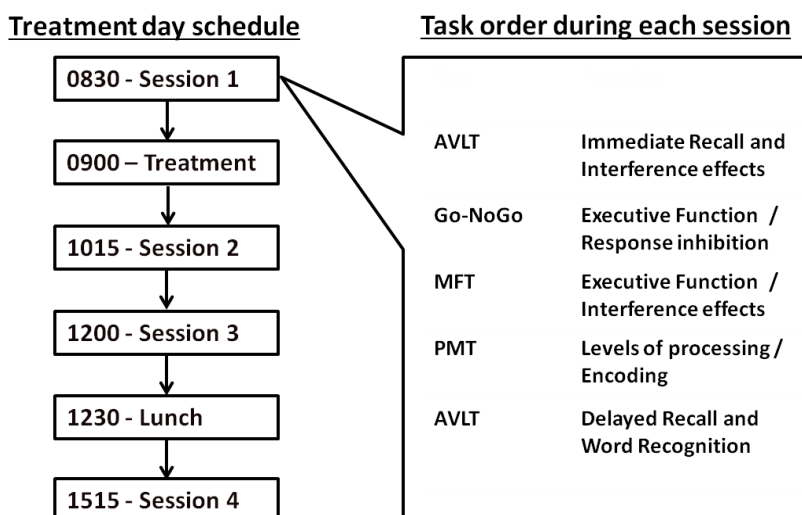 Treatment day schedule
0830 - Session 1
0900 – Treatment
1015 - Session 2
1200 - Session 3
1230 - Lunch
1515 - Session 4
Task order during each session
AVLT Immediate Recall and
Interference effects
Go-NoGo Executive Function /
Response inhibition
MFT Executive Function /
Interference effects
PMT Levels of processing /
Encoding
AVLT Delayed Recall and
Word Recognition